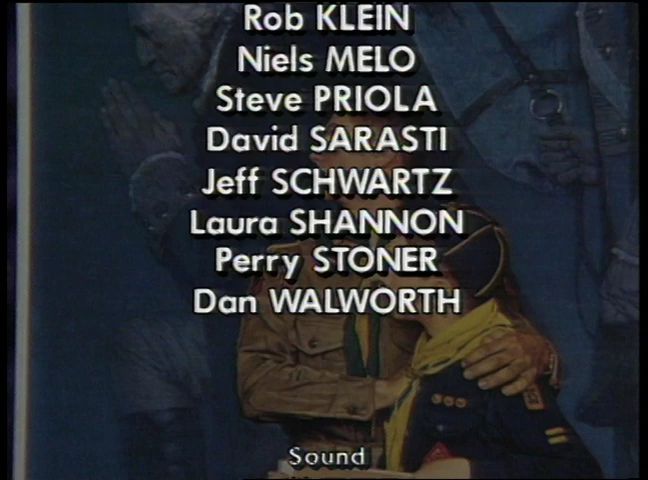 Rob KLEIN
Niels MELO
Steve PRIOLA
David SARASTI
Jeff SCHWARTZ
Laura SHANNON
Perry STONER
Dan WALWORTH
Sound